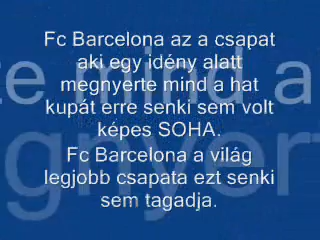 Fc Barcelona az a csapat
aki egy idény alatt
megnyerte mind a hat
kupát erre senki sem volt
képes SOHA.
Fc Barcelona a világ
legjobb csapata ezt senki
sem tagadja.